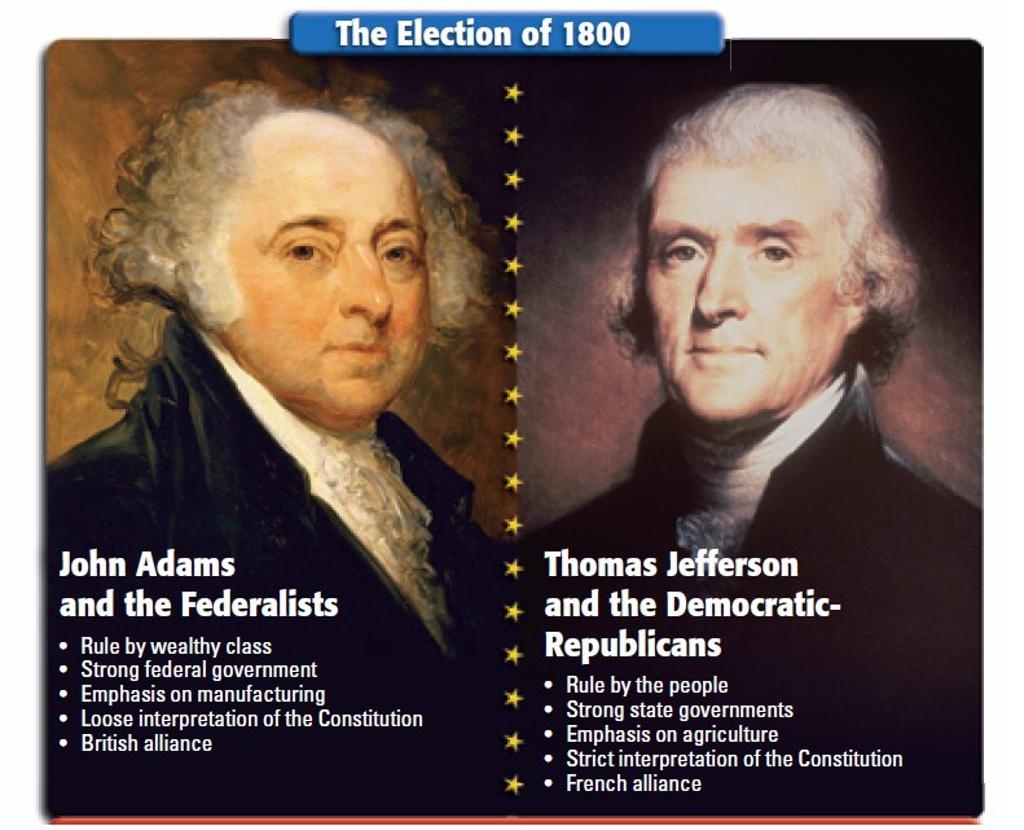 The Election of 1800
John Adams
and the Federalists
• Rule by wealthy class
• Strong federal government
• Emphasis on manufacturing
• Loose interpretation of the Constitution
• British alliance
Thomas Jefferson
and the Democratic-
Republicans
• Rule by the people
• Strong state governments
• Emphasis on agriculture
• Strict interpretation of the Constitution
• French alliance